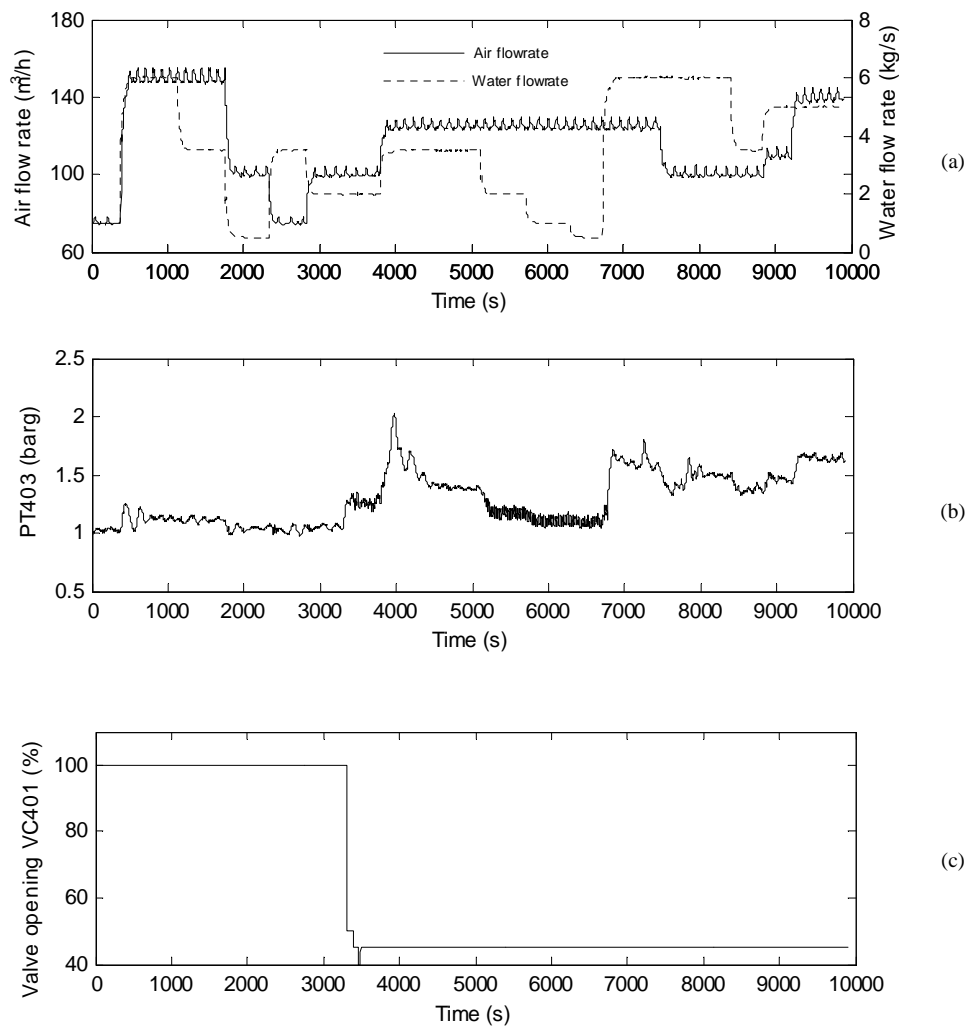 180
140
100
60
Air flow rate (m³/h)
Air flowrate
Water flowrate
8
6
4
2
0
Water flow rate (kg/s)
0 1000 2000 3000 4000 5000 6000 7000 8000 9000 10000
Time (s)
(a)
2.5
2
1.5
1
0.5
PT403 (barg)
0 1000 2000 3000 4000 5000 6000 7000 8000 9000 10000
Time (s)
(b)
100
80
60
40
Valve opening VC401 (%)
0 1000 2000 3000 4000 5000 6000 7000 8000 9000 10000
Time (s)
(c)